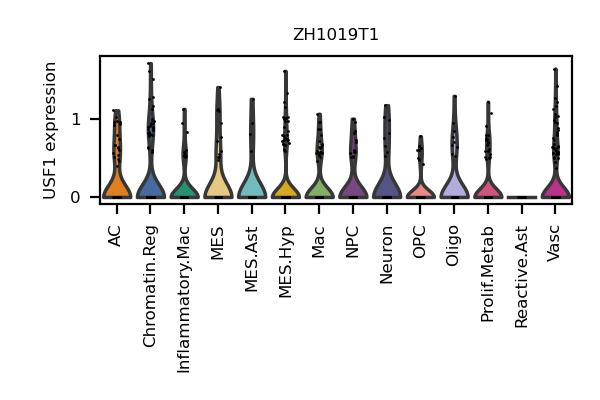 ZH1019T1
USF1 expression
1
0
AC
Chromatin.Reg
Inflammatory.Mac
MES
MES.Ast
MES.Hyp
Mac
NPC
Neuron
OPC
Oligo
Prolif.Metab
Reactive.Ast
Vasc